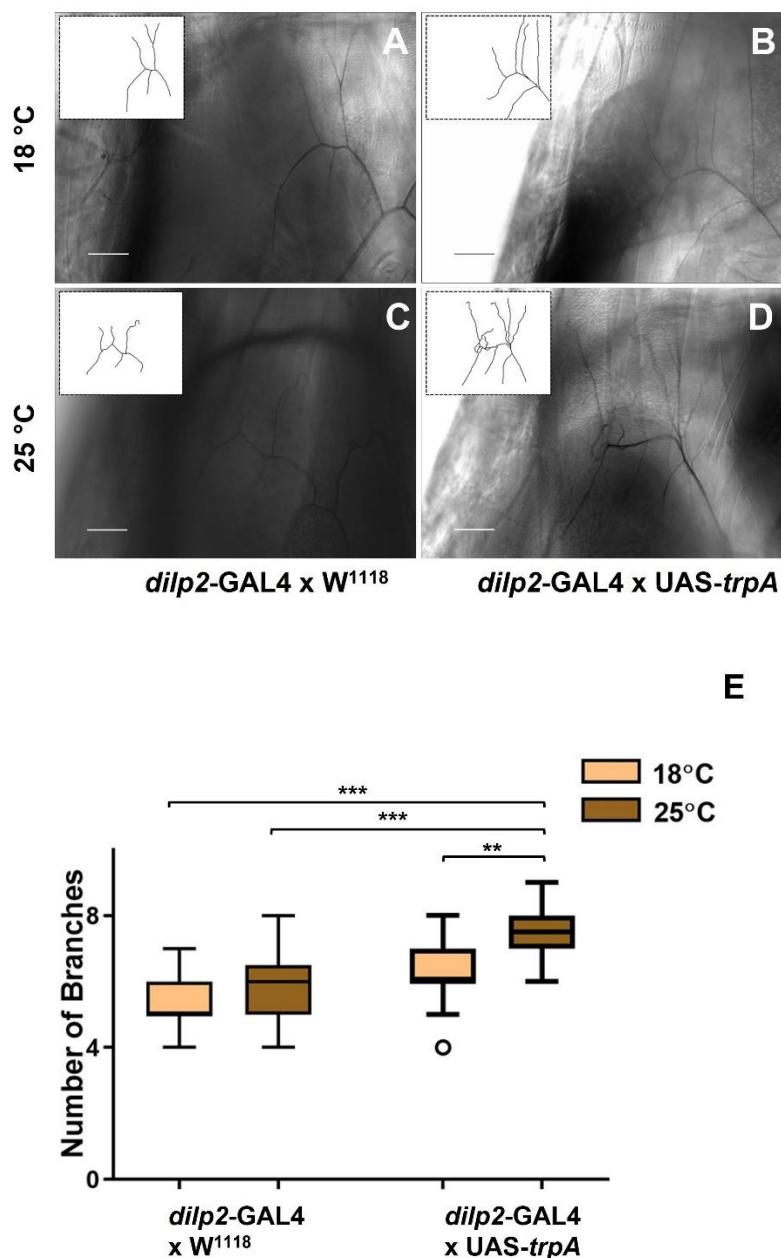 A
B
18 °C
C
D
25 °C
dilp2-GAL4 x W¹¹¹⁸
dilp2-GAL4 x UAS-trpA
E
18°C
25°C
***
***
**
Number of Branches
8
4
0
dilp2-GAL4
x W¹¹¹⁸
dilp2-GAL4
x UAS-trpA